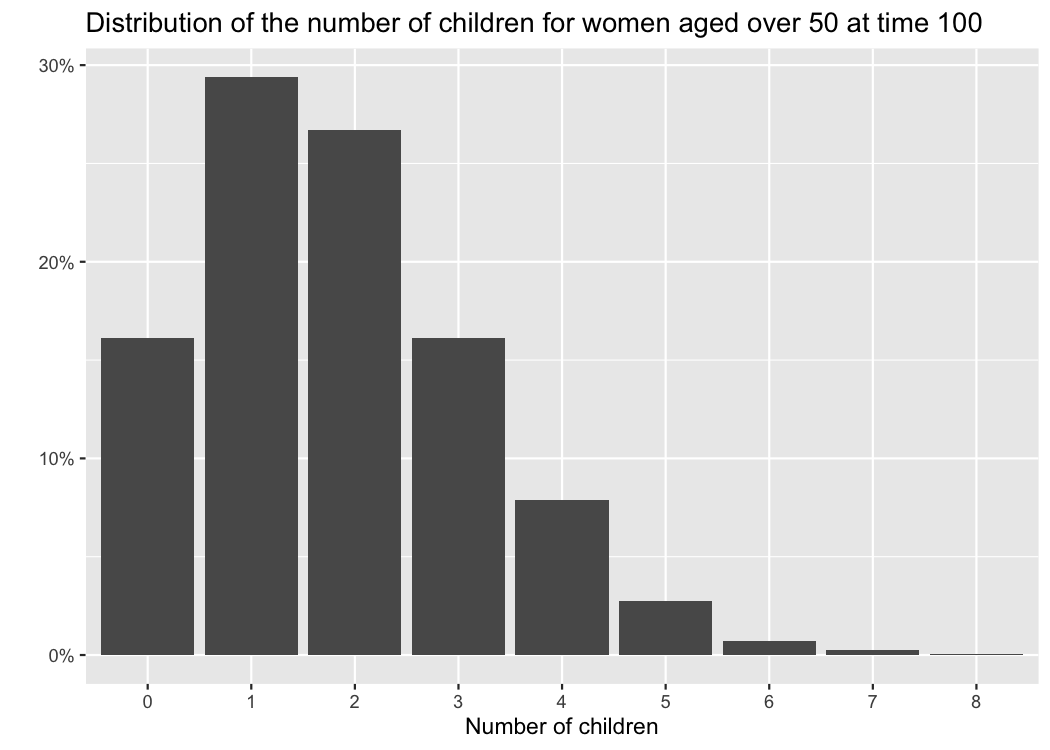 Distribution of the number of children for women aged over 50 at time 100
30%
20%
10%
0%
0 1 2 3 4 5 6 7 8
Number of children